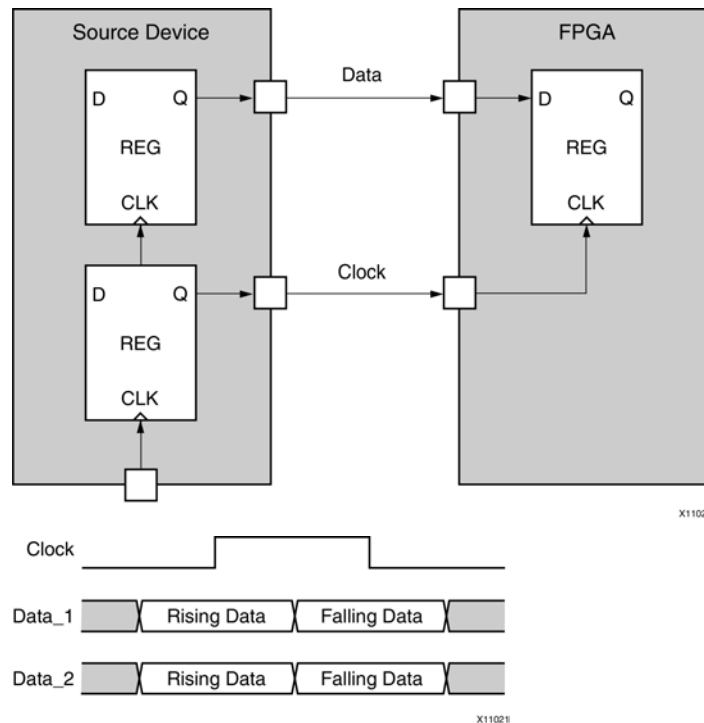 Source Device
FPGA
Data
D Q
REG
CLK
D Q
REG
CLK
Clock
D Q
REG
CLK
X1102
Clock
Data_1 Rising Data Falling Data
Data_2 Rising Data Falling Data
X11021